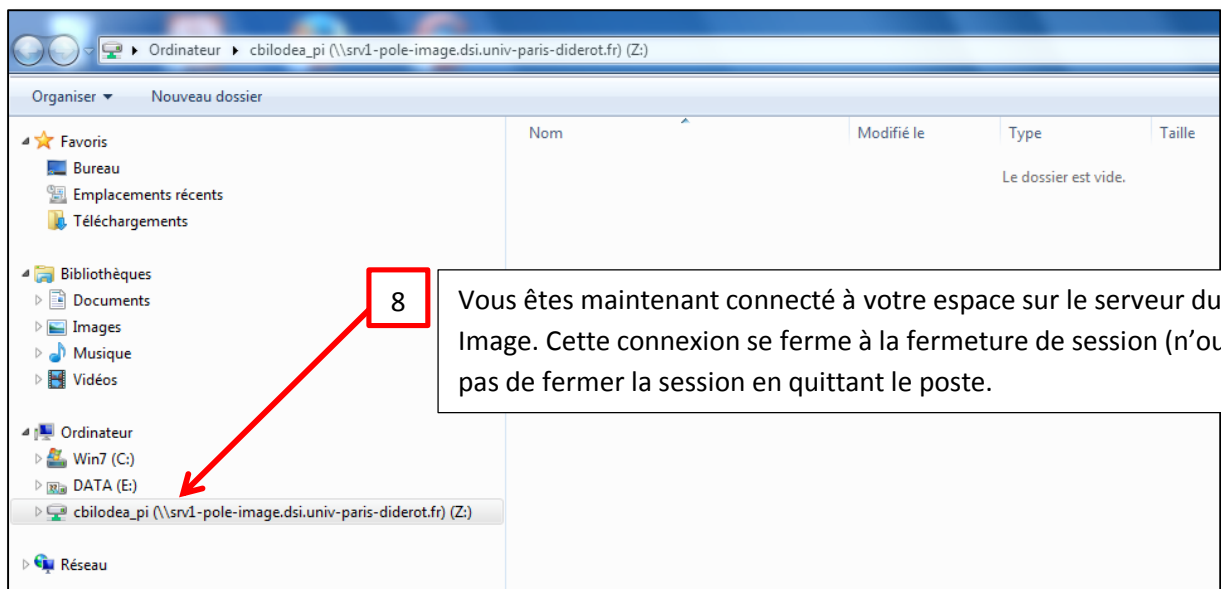 Ordinateur cbilodea_pi (\\srv1-pole-image.dsi.univ-paris-diderot.fr) (Z:)
Organiser Nouveau dossier
Nom Modifié le Type Taille
Le dossier est vide.
Favoris
Bureau
Emplacements récents
Téléchargements
Bibliothèques
Documents
Images
Musique
Vidéos
8
Vous êtes maintenant connecté à votre espace sur le serveur du
Image. Cette connexion se ferme à la fermeture de session (n’ou
pas de fermer la session en quittant le poste.
Ordinateur
Win7 (C:)
DATA (E:)
cbilodea_pi (\\srv1-pole-image.dsi.univ-paris-diderot.fr) (Z:)
Réseau